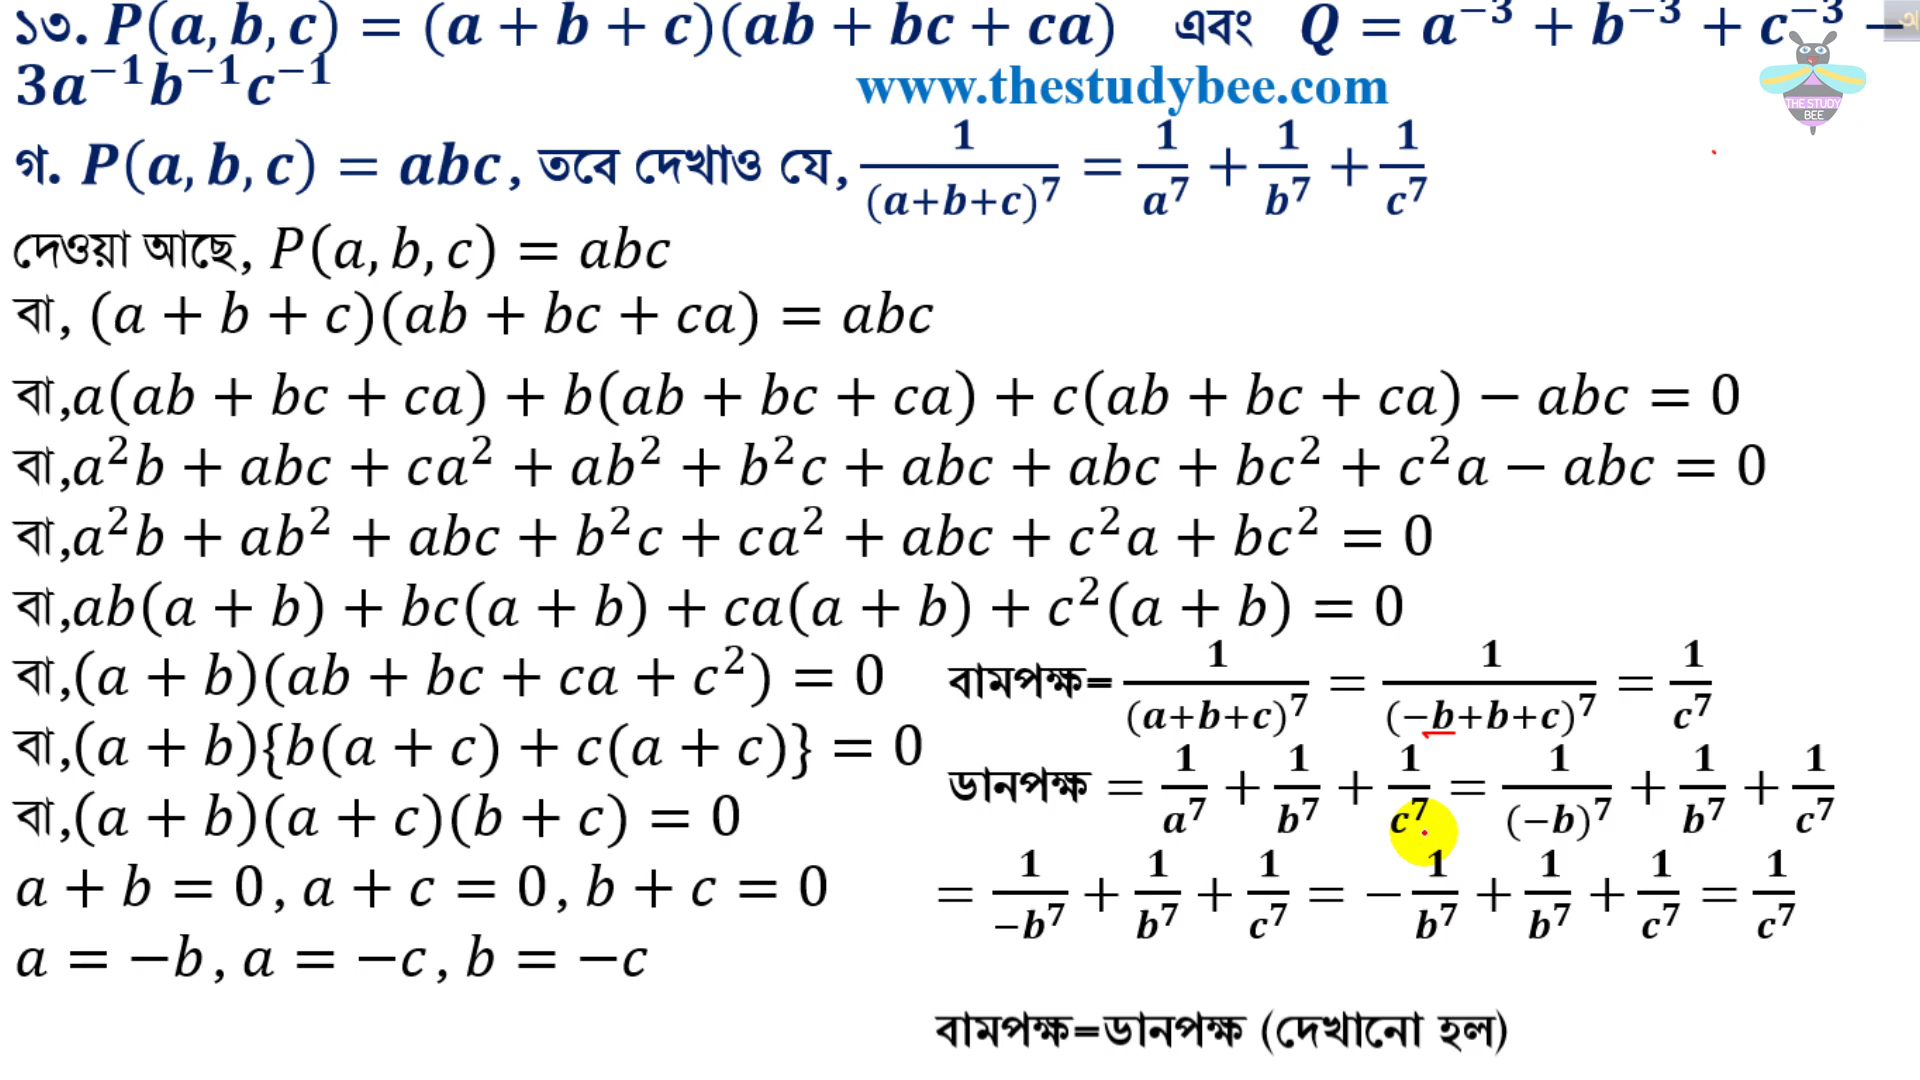 ১৩. P(a, b, c) = (a + b + c)(ab + bc + ca) এবং Q = a⁻³ + b⁻³ + c⁻³ −
3a⁻¹b⁻¹c⁻¹
www.thestudybee.com
THE STUDY
BEE
গ. P(a, b, c) = abc, তবে দেখাও যে, 1/(a+b+c)⁷ = 1/a⁷ + 1/b⁷ + 1/c⁷
দেওয়া আছে, P(a, b, c) = abc
বা, (a + b + c)(ab + bc + ca) = abc
বা,a(ab + bc + ca) + b(ab + bc + ca) + c(ab + bc + ca) − abc = 0
বা,a²b + abc + ca² + ab² + b²c + abc + abc + bc² + c²a − abc = 0
বা,a²b + ab² + abc + b²c + ca² + abc + c²a + bc² = 0
বা,ab(a + b) + bc(a + b) + ca(a + b) + c²(a + b) = 0
বা,(a + b)(ab + bc + ca + c²) = 0
বা,(a + b){b(a + c) + c(a + c)} = 0
বা,(a + b)(a + c)(b + c) = 0
a + b = 0, a + c = 0, b + c = 0
a = −b, a = −c, b = −c
বামপক্ষ= 1/(a+b+c)⁷ = 1/(−b+b+c)⁷ = 1/c⁷
ডানপক্ষ = 1/a⁷ + 1/b⁷ + 1/c⁷ = 1/(−b)⁷ + 1/b⁷ + 1/c⁷
= 1/−b⁷ + 1/b⁷ + 1/c⁷ = − 1/b⁷ + 1/b⁷ + 1/c⁷ = 1/c⁷
বামপক্ষ=ডানপক্ষ (দেখানো হল)